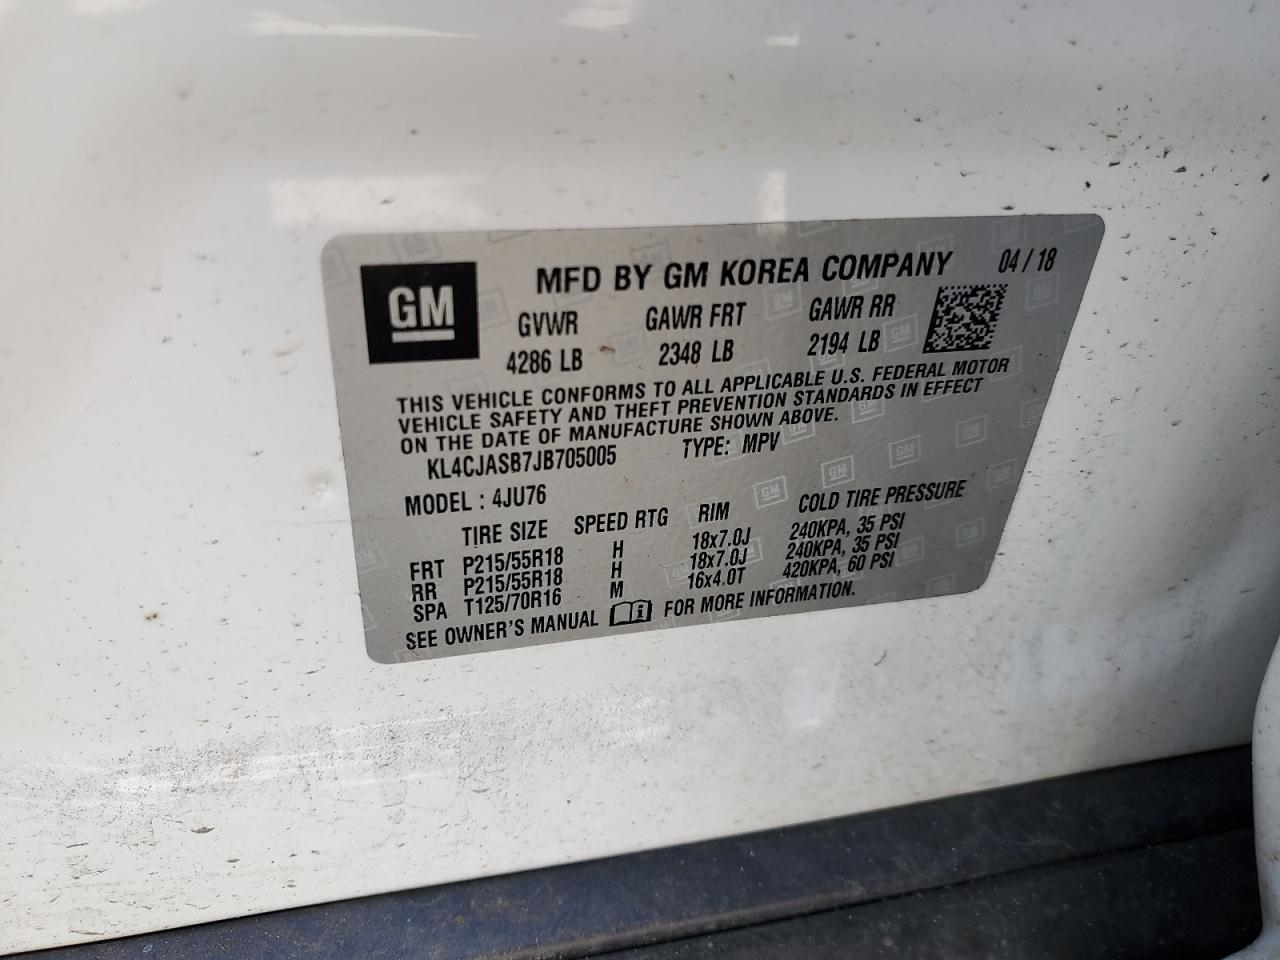 GM
MFD BY GM KOREA COMPANY 04 / 18
GVWR GAWR FRT GAWR RR
4286 LB 2348 LB 2194 LB
THIS VEHICLE CONFORMS TO ALL APPLICABLE U.S. FEDERAL MOTOR
VEHICLE SAFETY AND THEFT PREVENTION STANDARDS IN EFFECT
ON THE DATE OF MANUFACTURE SHOWN ABOVE.
KL4CJASB7JB705005 TYPE: MPV
MODEL : 4JU76
TIRE SIZE SPEED RTG RIM COLD TIRE PRESSURE
FRT P215/55R18 H 18x7.0J 240KPA, 35 PSI
RR P215/55R18 H 18x7.0J 240KPA, 35 PSI
SPA T125/70R16 M 16x4.0T 420KPA, 60 PSI
SEE OWNER'S MANUAL FOR MORE INFORMATION.